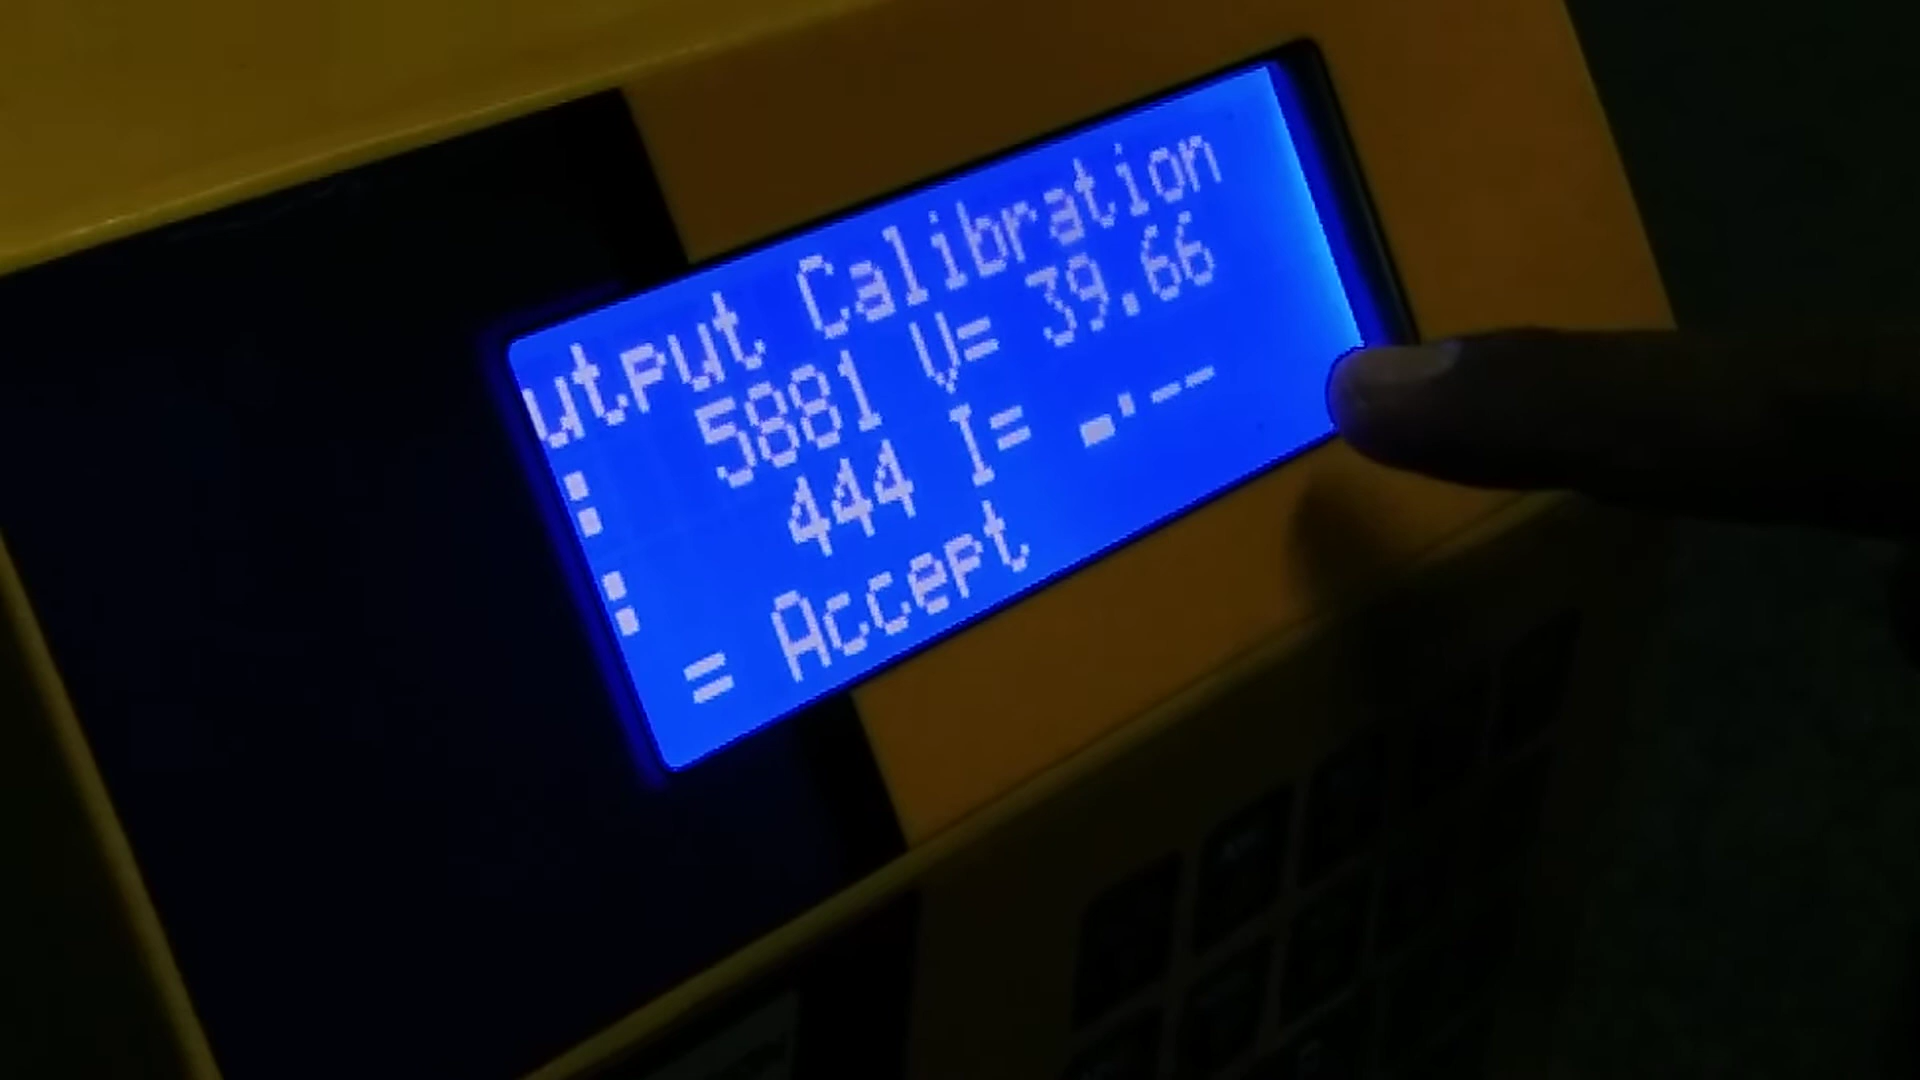 utput Calibration
: 5881 V= 39.66
: 444 I= _.--
= Accept